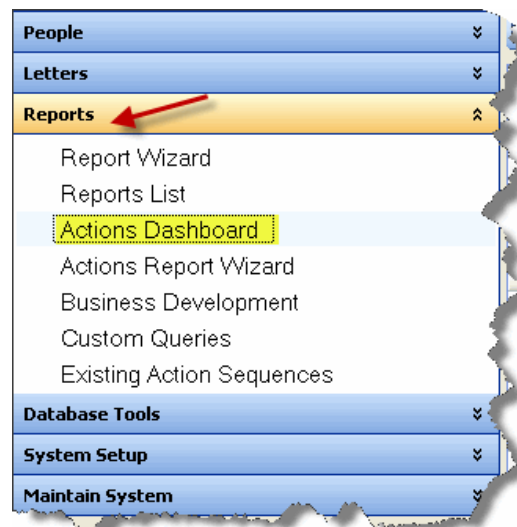 People
Letters
Reports
Report Wizard
Reports List
Actions Dashboard
Actions Report Wizard
Business Development
Custom Queries
Existing Action Sequences
Database Tools
System Setup
Maintain System